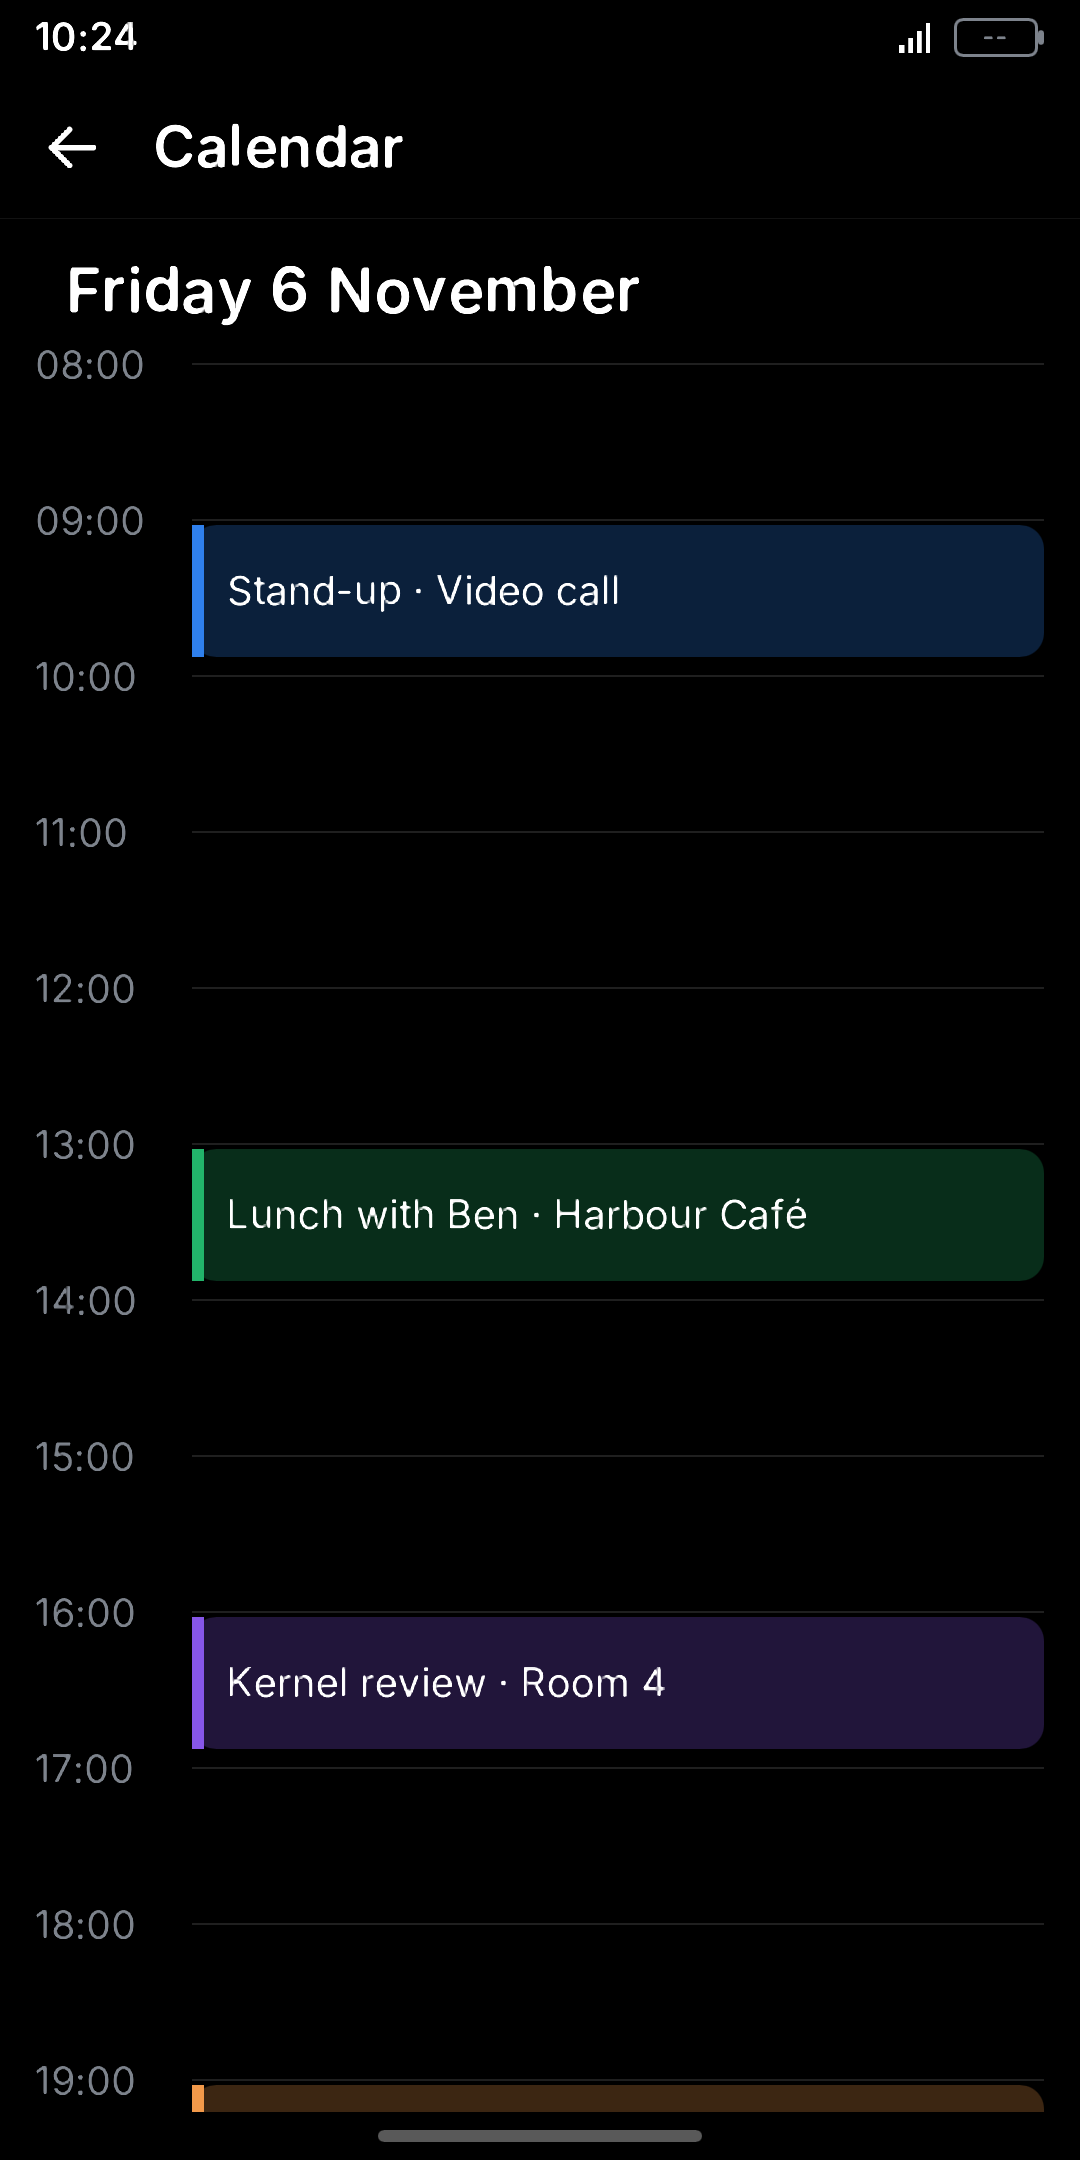 10:24
--
Calendar
Friday 6 November
08:00
09:00
Stand-up · Video call
10:00
11:00
12:00
13:00
Lunch with Ben · Harbour Café
14:00
15:00
16:00
Kernel review · Room 4
17:00
18:00
19:00